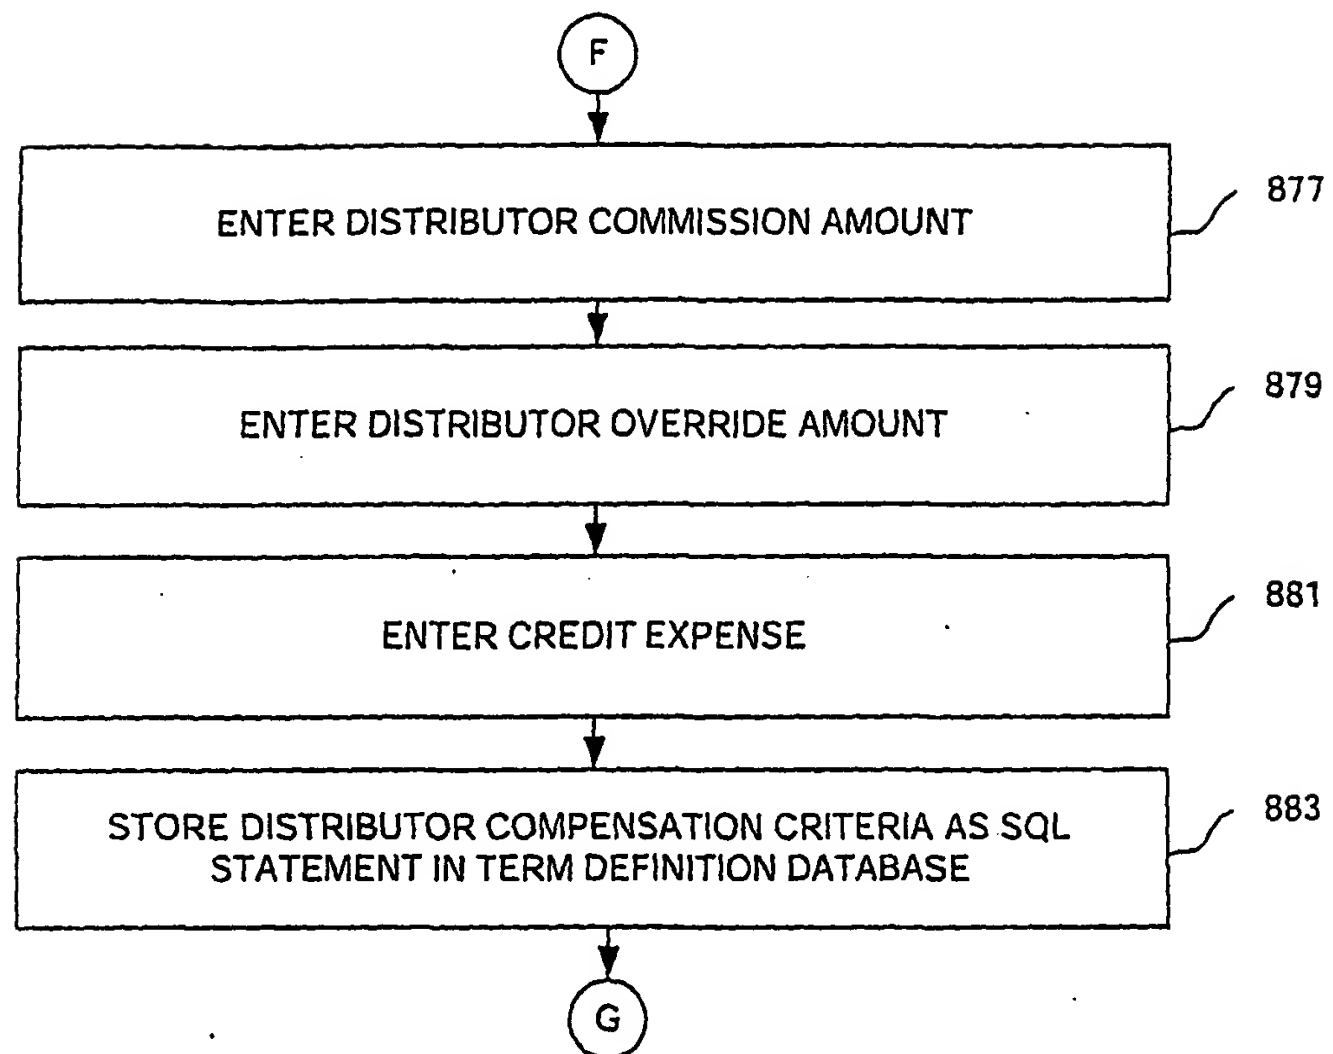 F
ENTER DISTRIBUTOR COMMISSION AMOUNT
877
ENTER DISTRIBUTOR OVERRIDE AMOUNT
879
ENTER CREDIT EXPENSE
881
STORE DISTRIBUTOR COMPENSATION CRITERIA AS SQL
STATEMENT IN TERM DEFINITION DATABASE
883
G